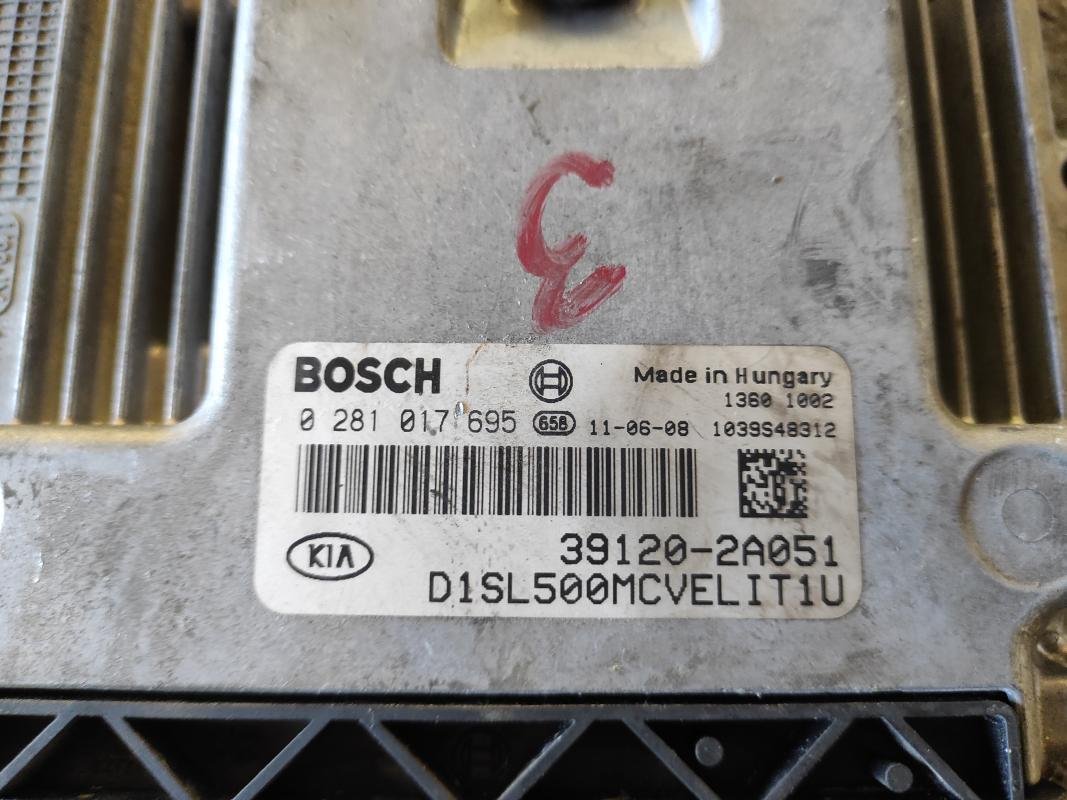 BOSCH
Made in Hungary
1360 1002
0 281 017 695 658 11-06-08 1039S48312
KIA
39120-2A051
D1SL500MCVELIT1U